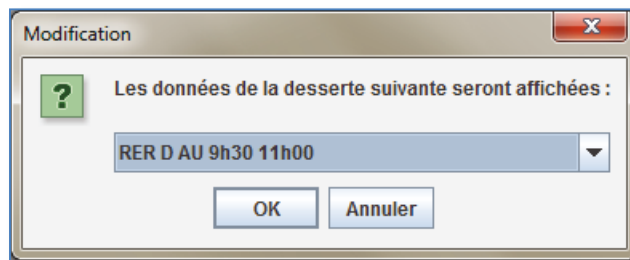 Modification
Les données de la desserte suivante seront affichées :
RER D AU 9h30 11h00
OK
Annuler